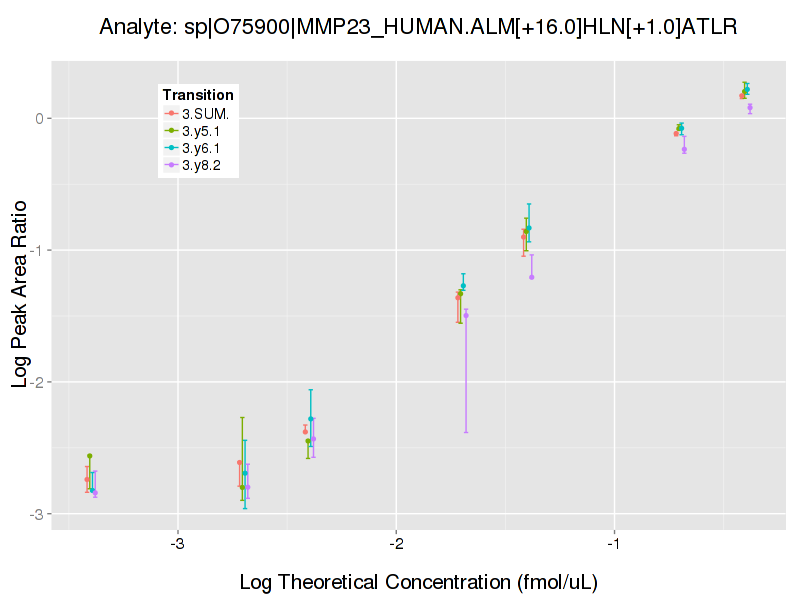 Analyte: sp|O75900|MMP23_HUMAN.ALM[+16.0]HLN[+1.0]ATLR
Transition
3.SUM.
3.y5.1
3.y6.1
3.y8.2
Log Peak Area Ratio
0
-1
-2
-3
-3
-2
-1
Log Theoretical Concentration (fmol/uL)